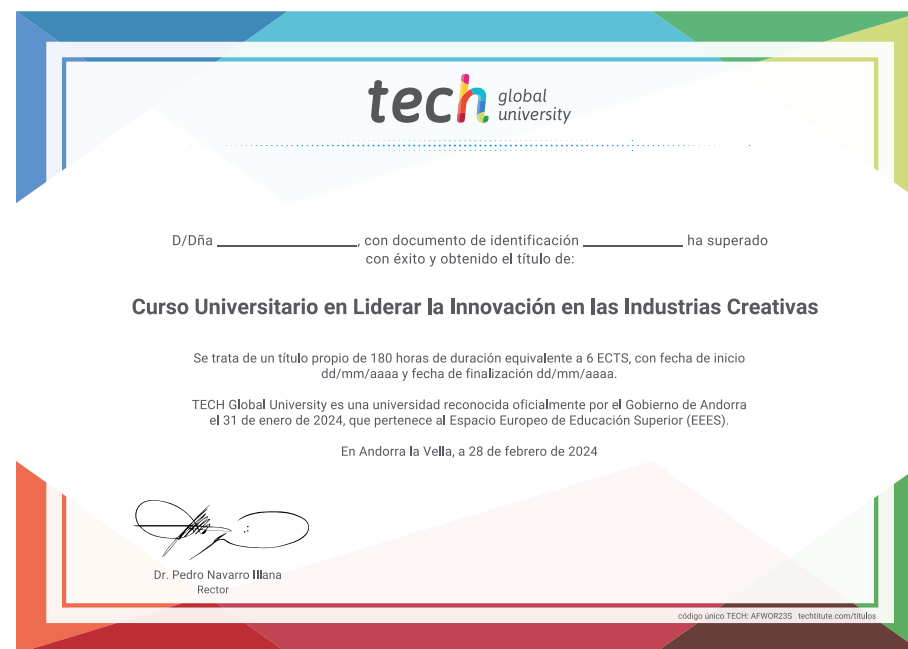 tech global university
D/Dña ________________, con documento de identificación ____________ ha superado
con éxito y obtenido el título de:
Curso Universitario en Liderar la Innovación en las Industrias Creativas
Se trata de un título propio de 180 horas de duración equivalente a 6 ECTS, con fecha de inicio
dd/mm/aaaa y fecha de finalización dd/mm/aaaa.
TECH Global University es una universidad reconocida oficialmente por el Gobierno de Andorra
el 31 de enero de 2024, que pertenece al Espacio Europeo de Educación Superior (EEES).
En Andorra la Vella, a 28 de febrero de 2024
Dr. Pedro Navarro Illana
Rector
código único TECH: AFWOR23S techtitute.com/titulos